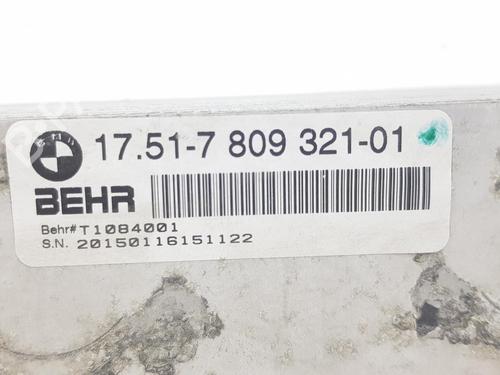 17.51-7 809 321-01
BEHR
Behr# T1084001
S.N. 20150116151122